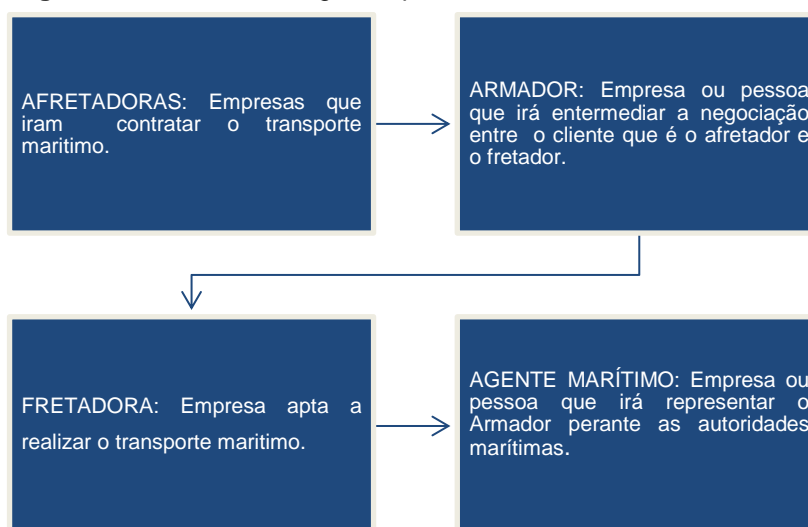 AFRETADORAS: Empresas que
iram contratar o transporte
maritimo.
ARMADOR: Empresa ou pessoa
que irá entermediar a negociação
entre o cliente que é o afretador e
o fretador.
FRETADORA: Empresa apta a
realizar o transporte maritimo.
AGENTE MARÍTIMO: Empresa ou
pessoa que irá representar o
Armador perante as autoridades
marítimas.